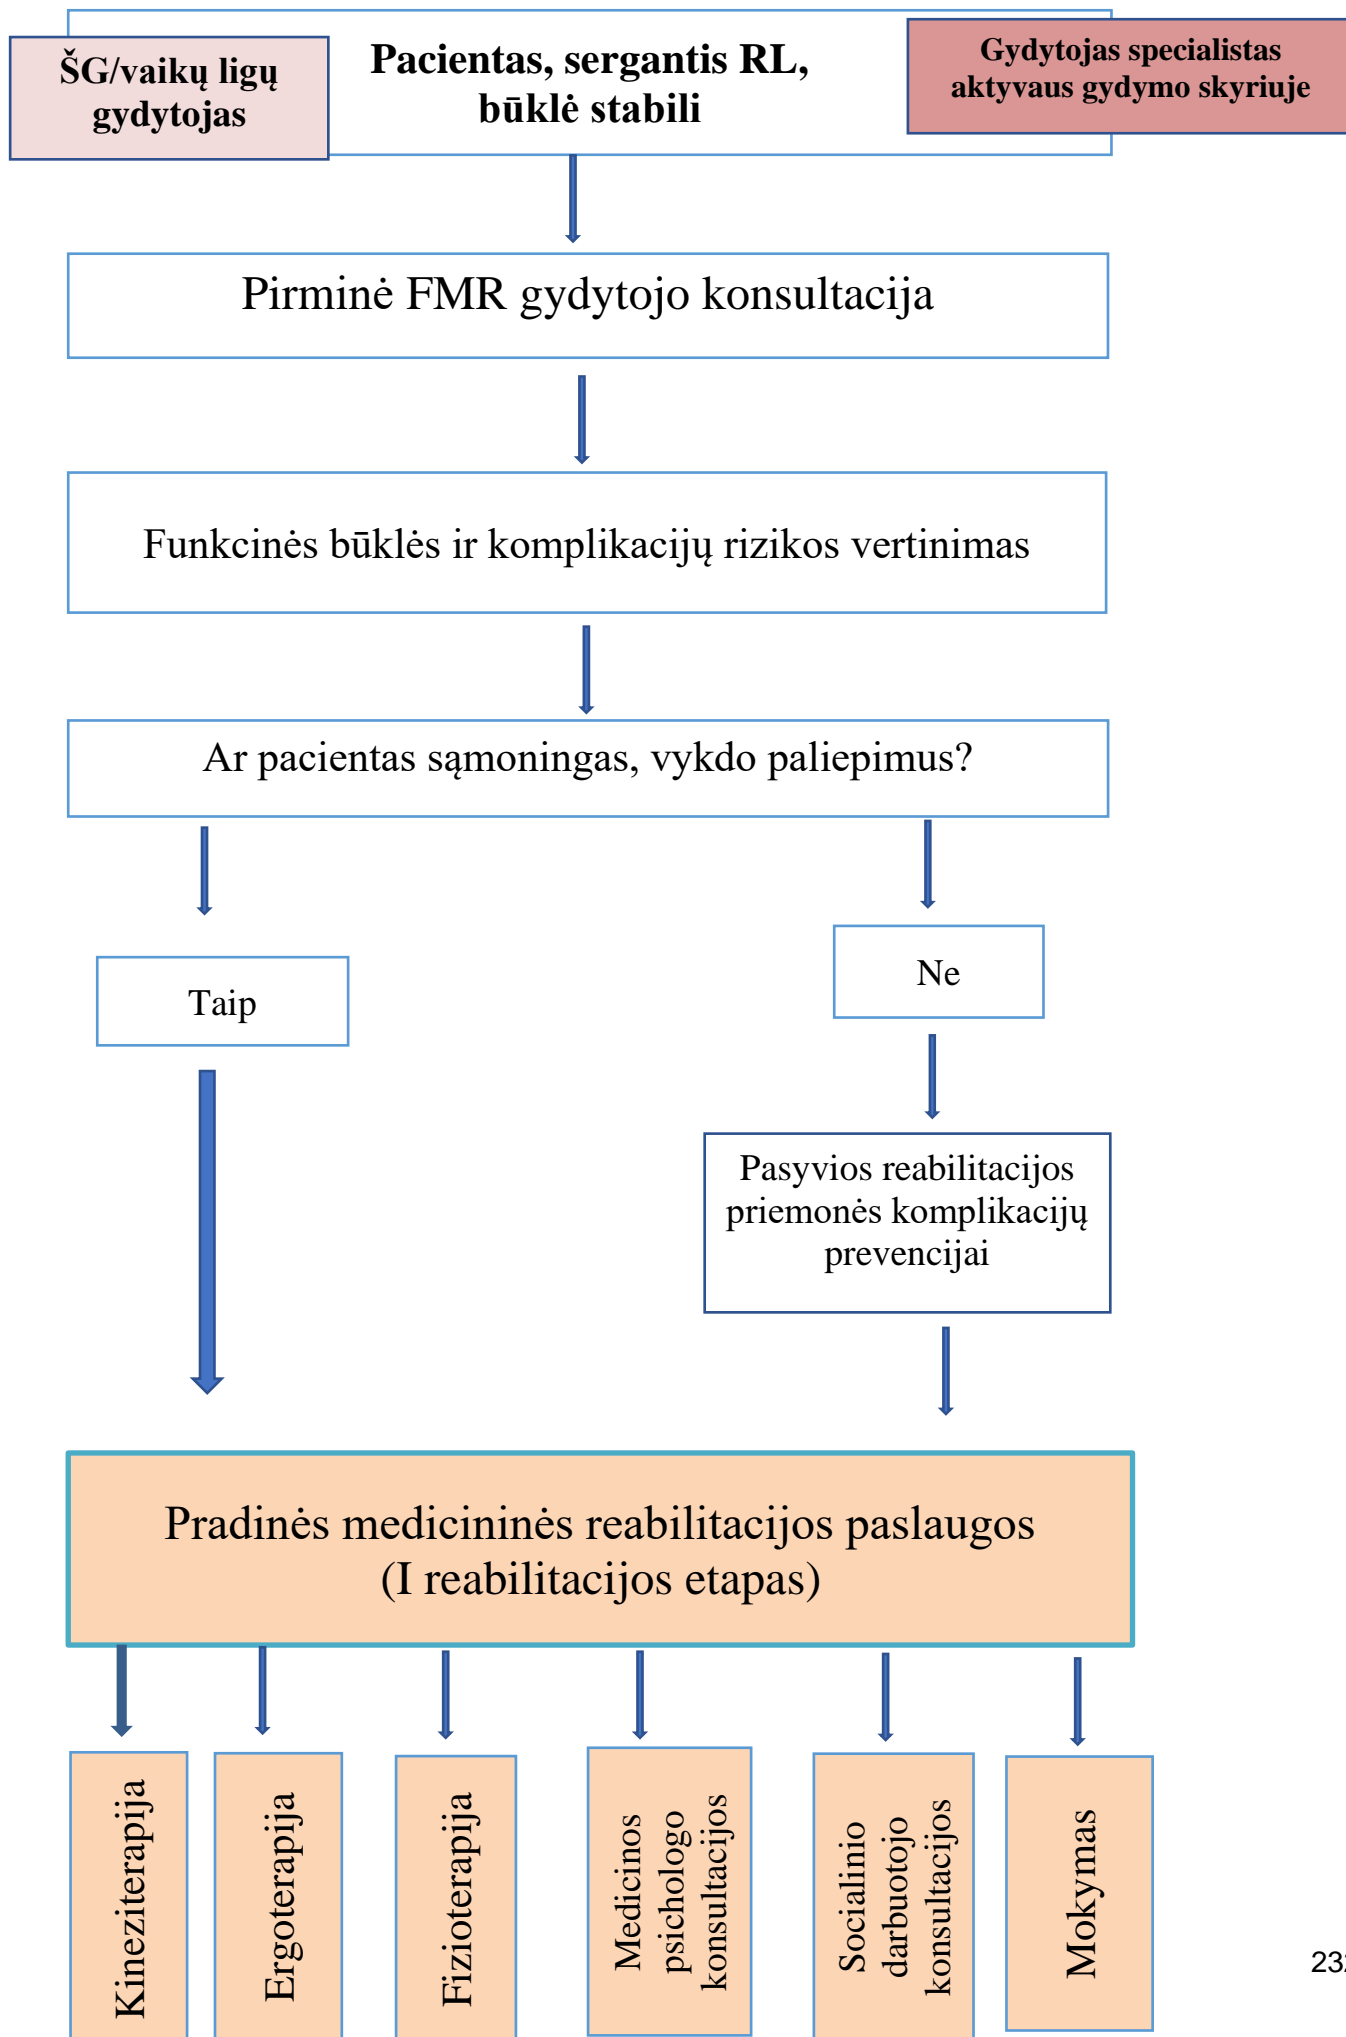 ŠG/vaikų ligų
gydytojas
Pacientas, sergantis RL,
būklė stabili
Gydytojas specialistas
aktyvaus gydymo skyriuje
Pirminė FMR gydytojo konsultacija
Funkcinės būklės ir komplikacijų rizikos vertinimas
Ar pacientas sąmoningas, vykdo paliepimus?
Taip
Ne
Pasyvios reabilitacijos
priemonės komplikacijų
prevencijai
Pradinės medicininės reabilitacijos paslaugos
(I reabilitacijos etapas)
Kineziterapija
Ergoterapija
Fizioterapija
Medicinos
psichologo
konsultacijos
Socialinio
darbuotojo
konsultacijos
Mokymas
232